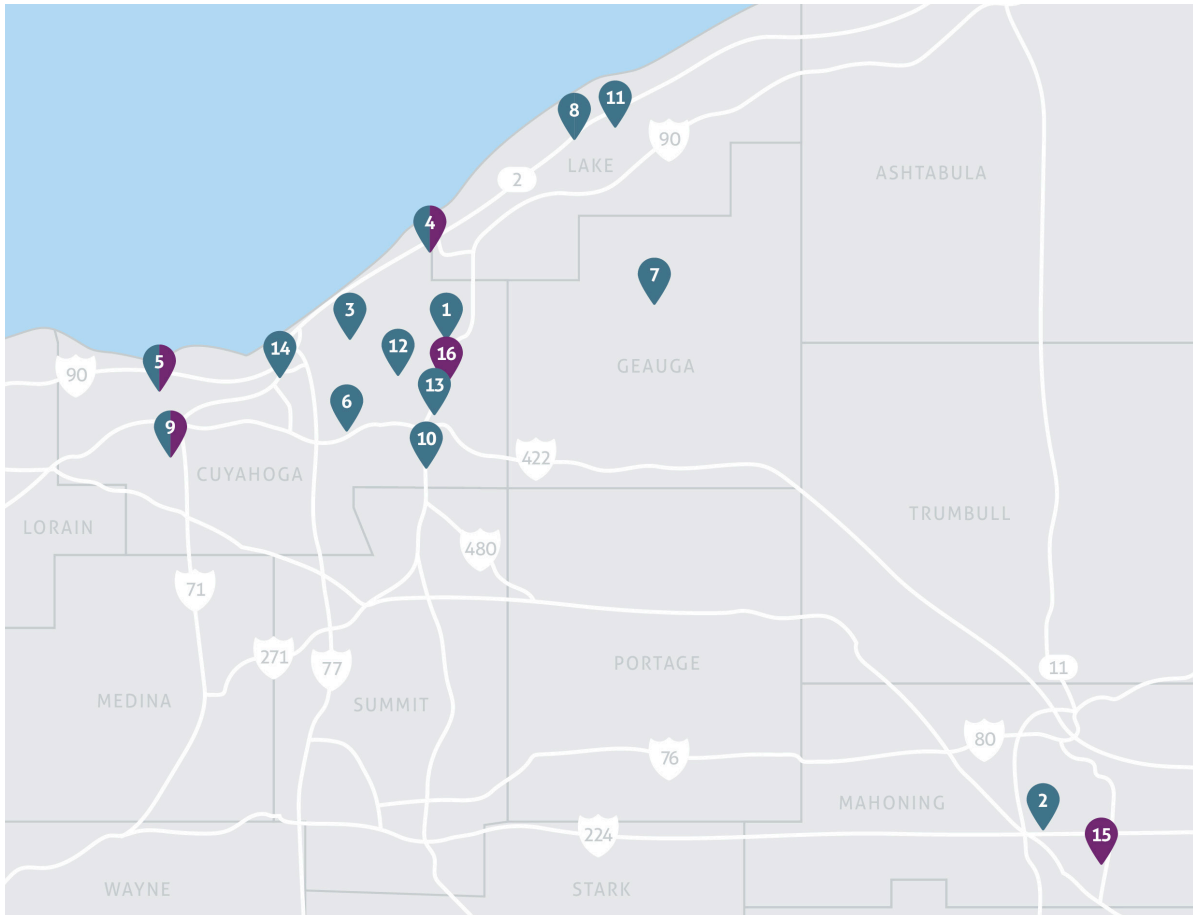 11
8
90
LAKE
ASHTABULA
2
4
7
3
1
14
12
16
5
GEAUGA
90
13
6
9
10
422
CUYAHOGA
TRUMBULL
LORAIN
480
71
271
77
PORTAGE
11
MEDINA
SUMMIT
80
76
2
MAHONING
224
15
WAYNE
STARK